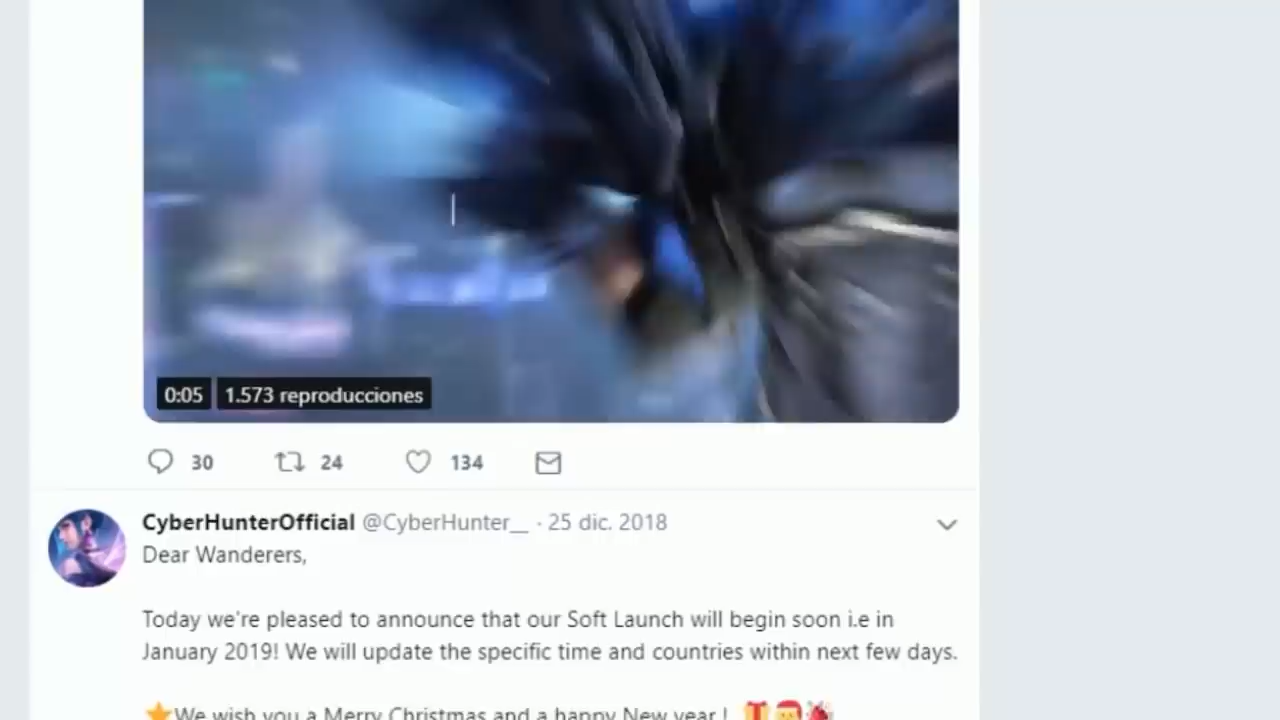 0:05 1.573 reproducciones
30 24 134
CyberHunterOfficial @CyberHunter__ · 25 dic. 2018
Dear Wanderers,
Today we're pleased to announce that our Soft Launch will begin soon i.e in
January 2019! We will update the specific time and countries within next few days.
⭐We wish you a Merry Christmas and a happy New year！ 🎁🎅🎉